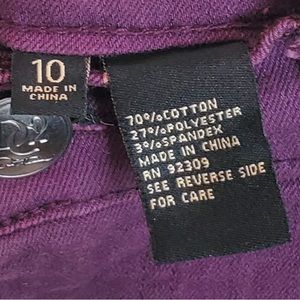 10
MADE IN
CHINA
70%COTTON
27%POLYESTER
3%SPANDEX
MADE IN CHINA
RN 92309
SEE REVERSE SIDE
FOR CARE